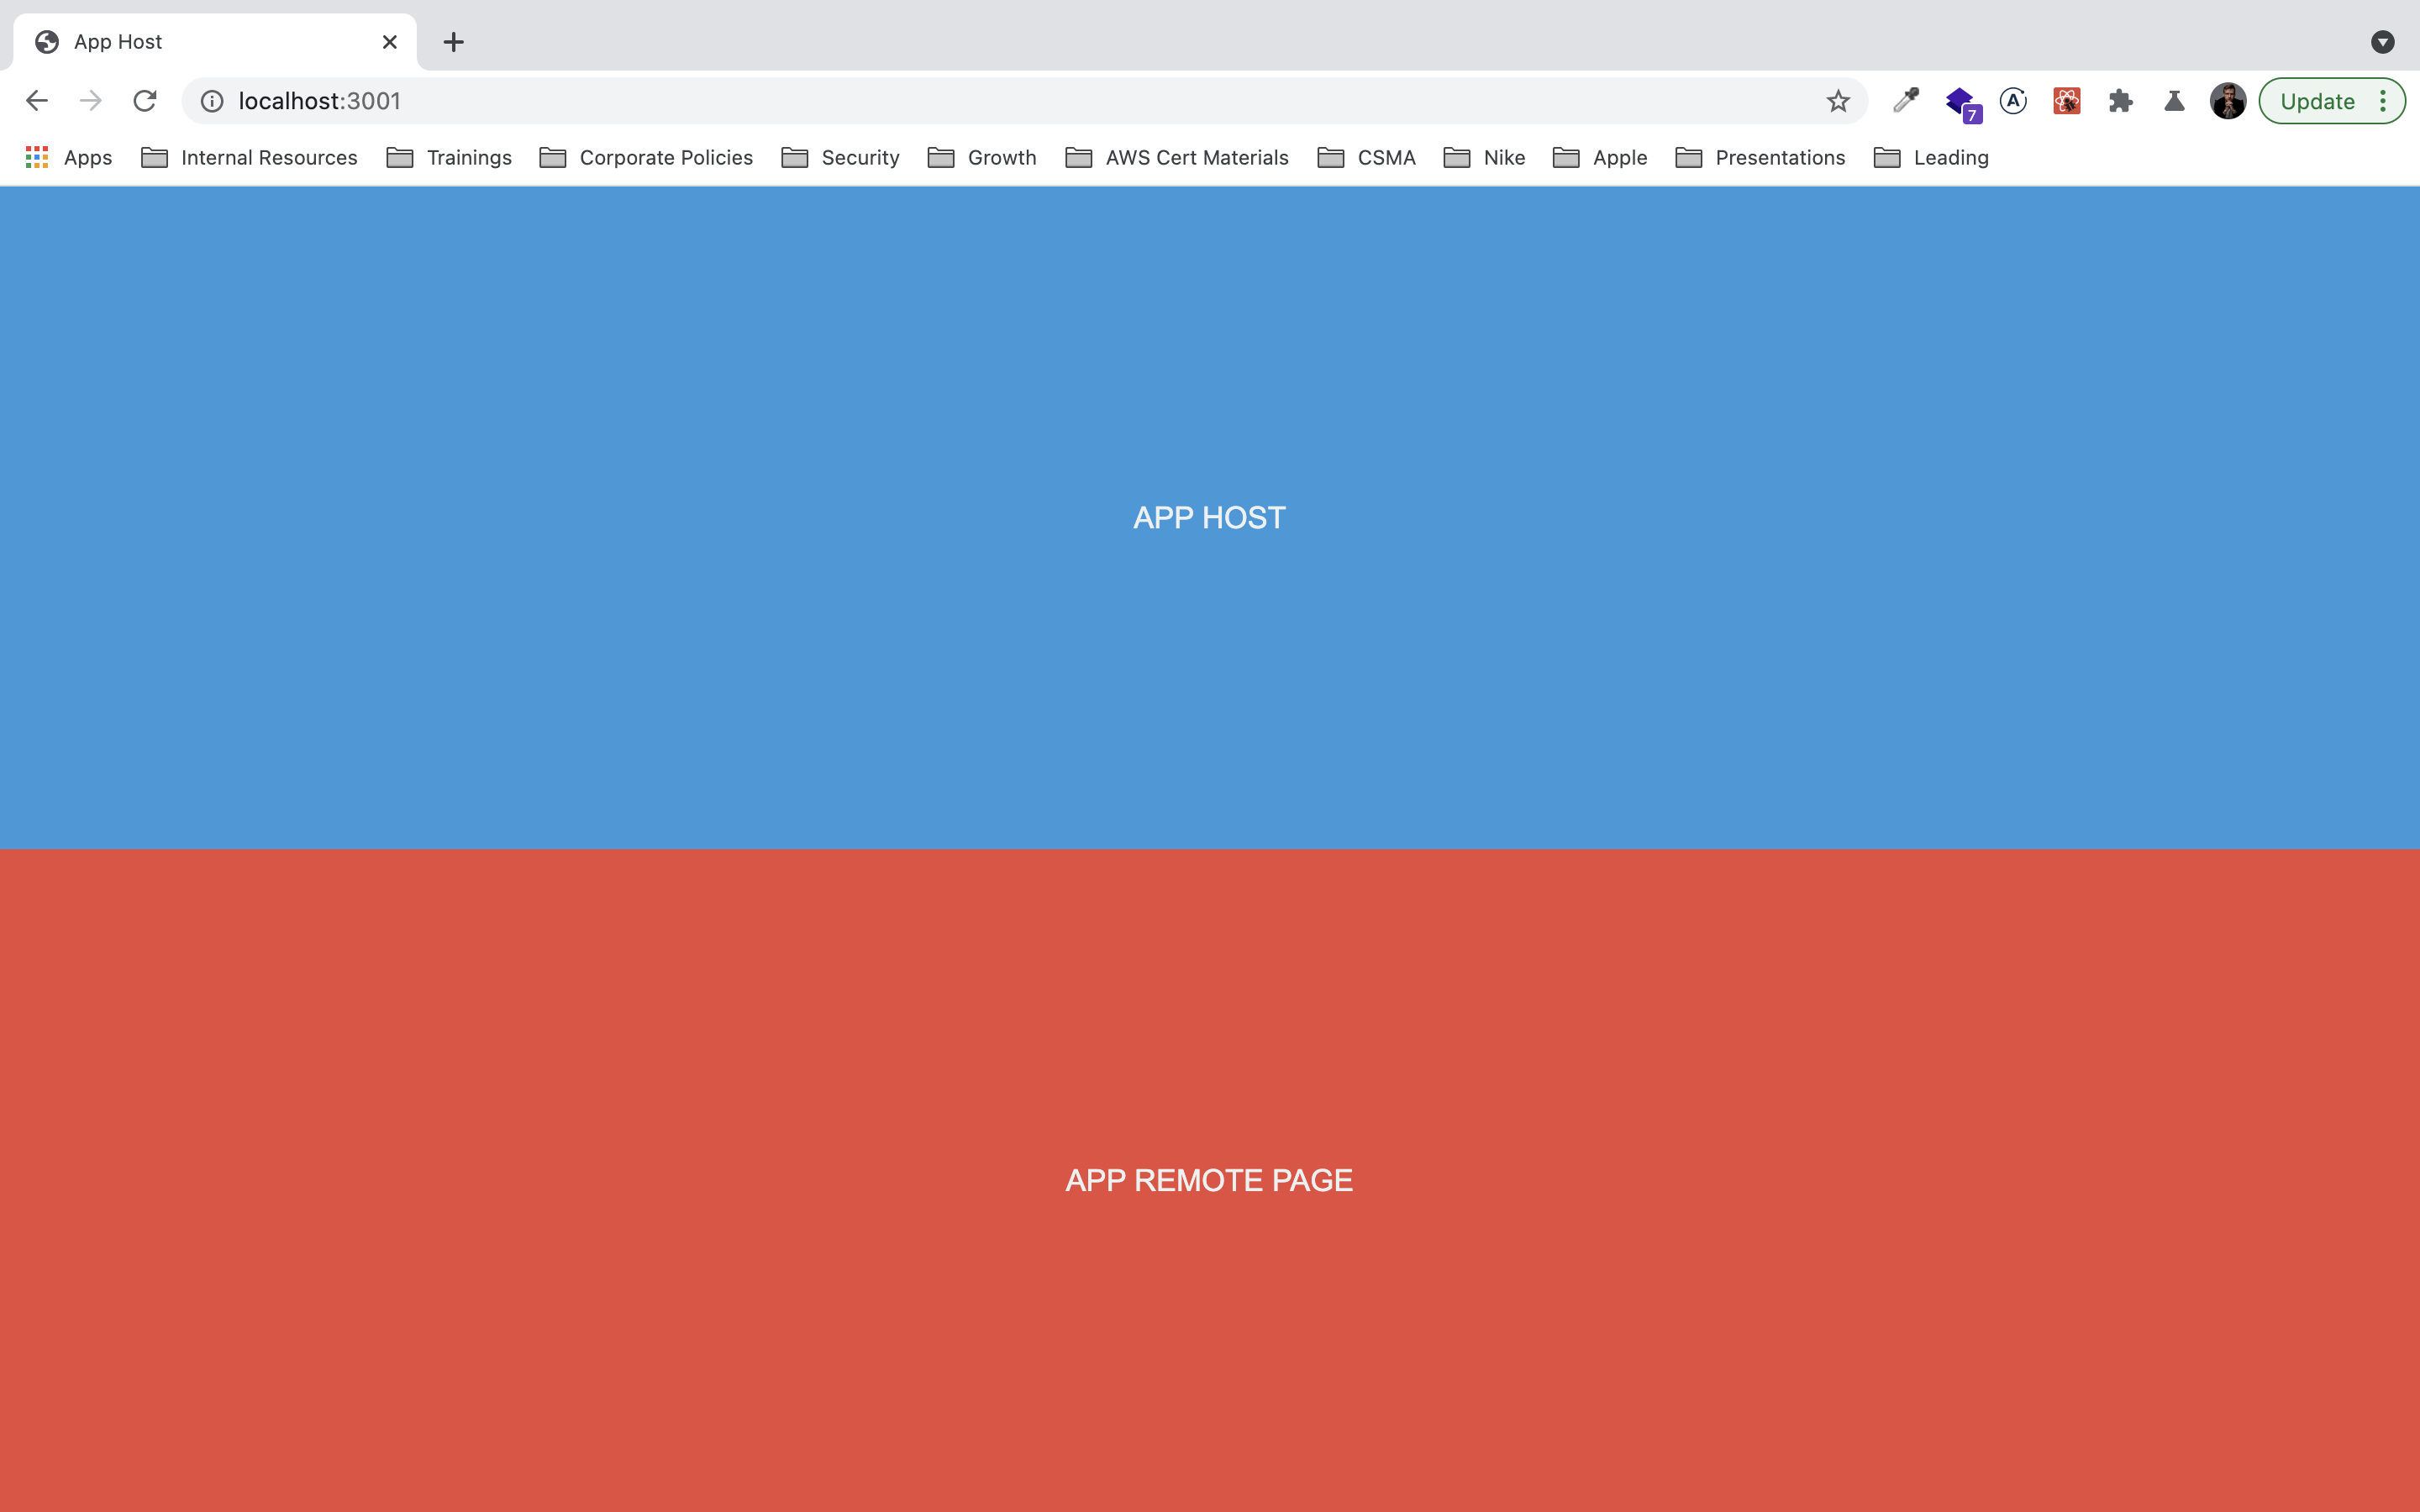 App Host
localhost:3001
7
A
Update
Apps
Internal Resources
Trainings
Corporate Policies
Security
Growth
AWS Cert Materials
CSMA
Nike
Apple
Presentations
Leading
APP HOST
APP REMOTE PAGE